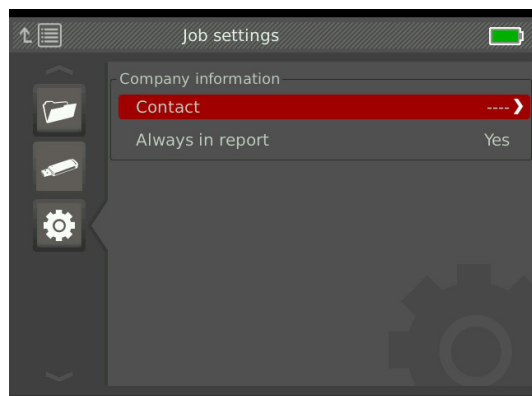 Job settings
Company information
Contact ---- ❯
Always in report Yes